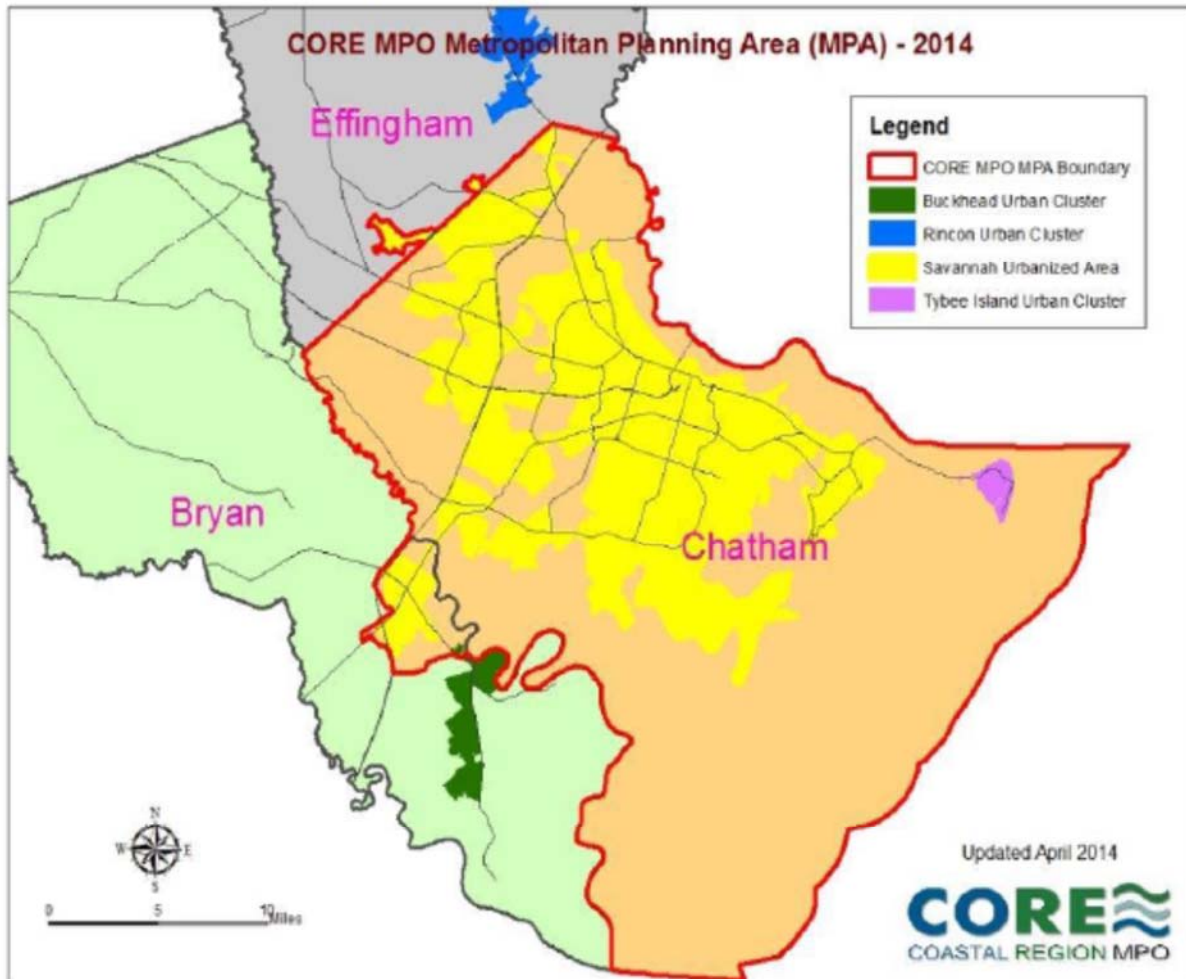 CORE MPO Metropolitan Planning Area (MPA) - 2014
Effingham
Legend
CORE MPO MPA Boundary
Buckhead Urban Cluster
Rincon Urban Cluster
Savannah Urbanized Area
Tybee Island Urban Cluster
Bryan
Chatham
N
W E
S
0 5 10 Miles
Updated April 2014
CORE
COASTAL REGION MPO